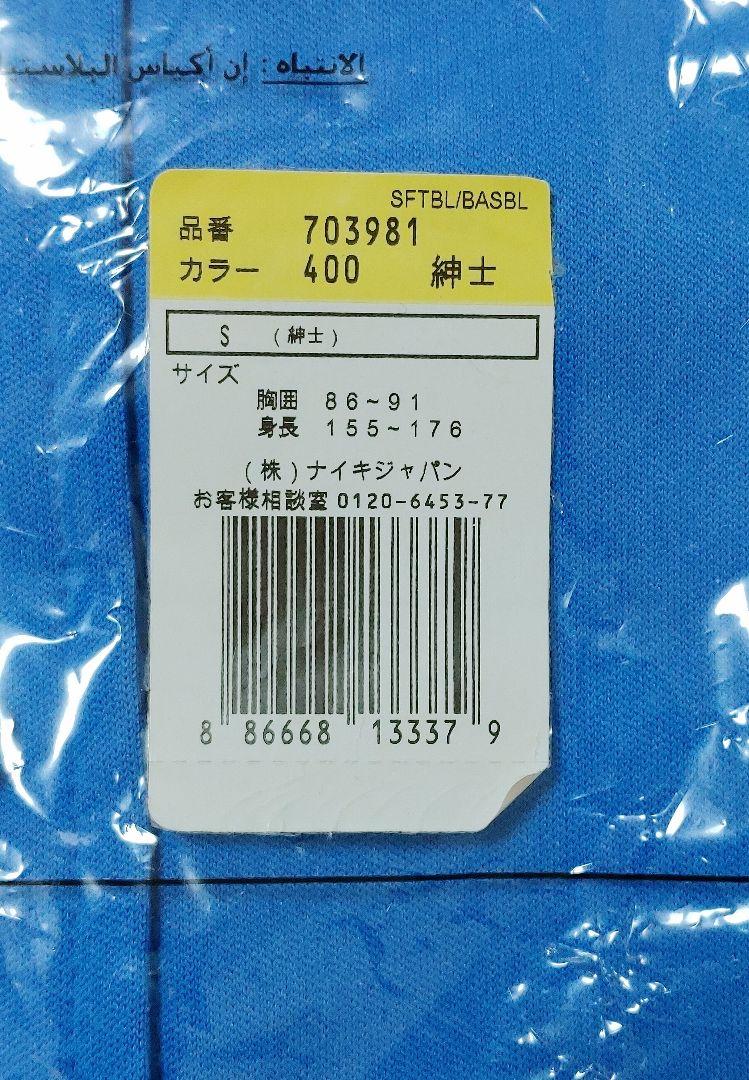 الانتباه : إن أكياس البلاستيك
SFTBL/BASBL
品番 703981
カラー 400 紳士
S (紳士)
サイズ
胸囲 86~91
身長 155~176
(株)ナイキジャパン
お客様相談室 0120-6453-77
8 86668 13337 9